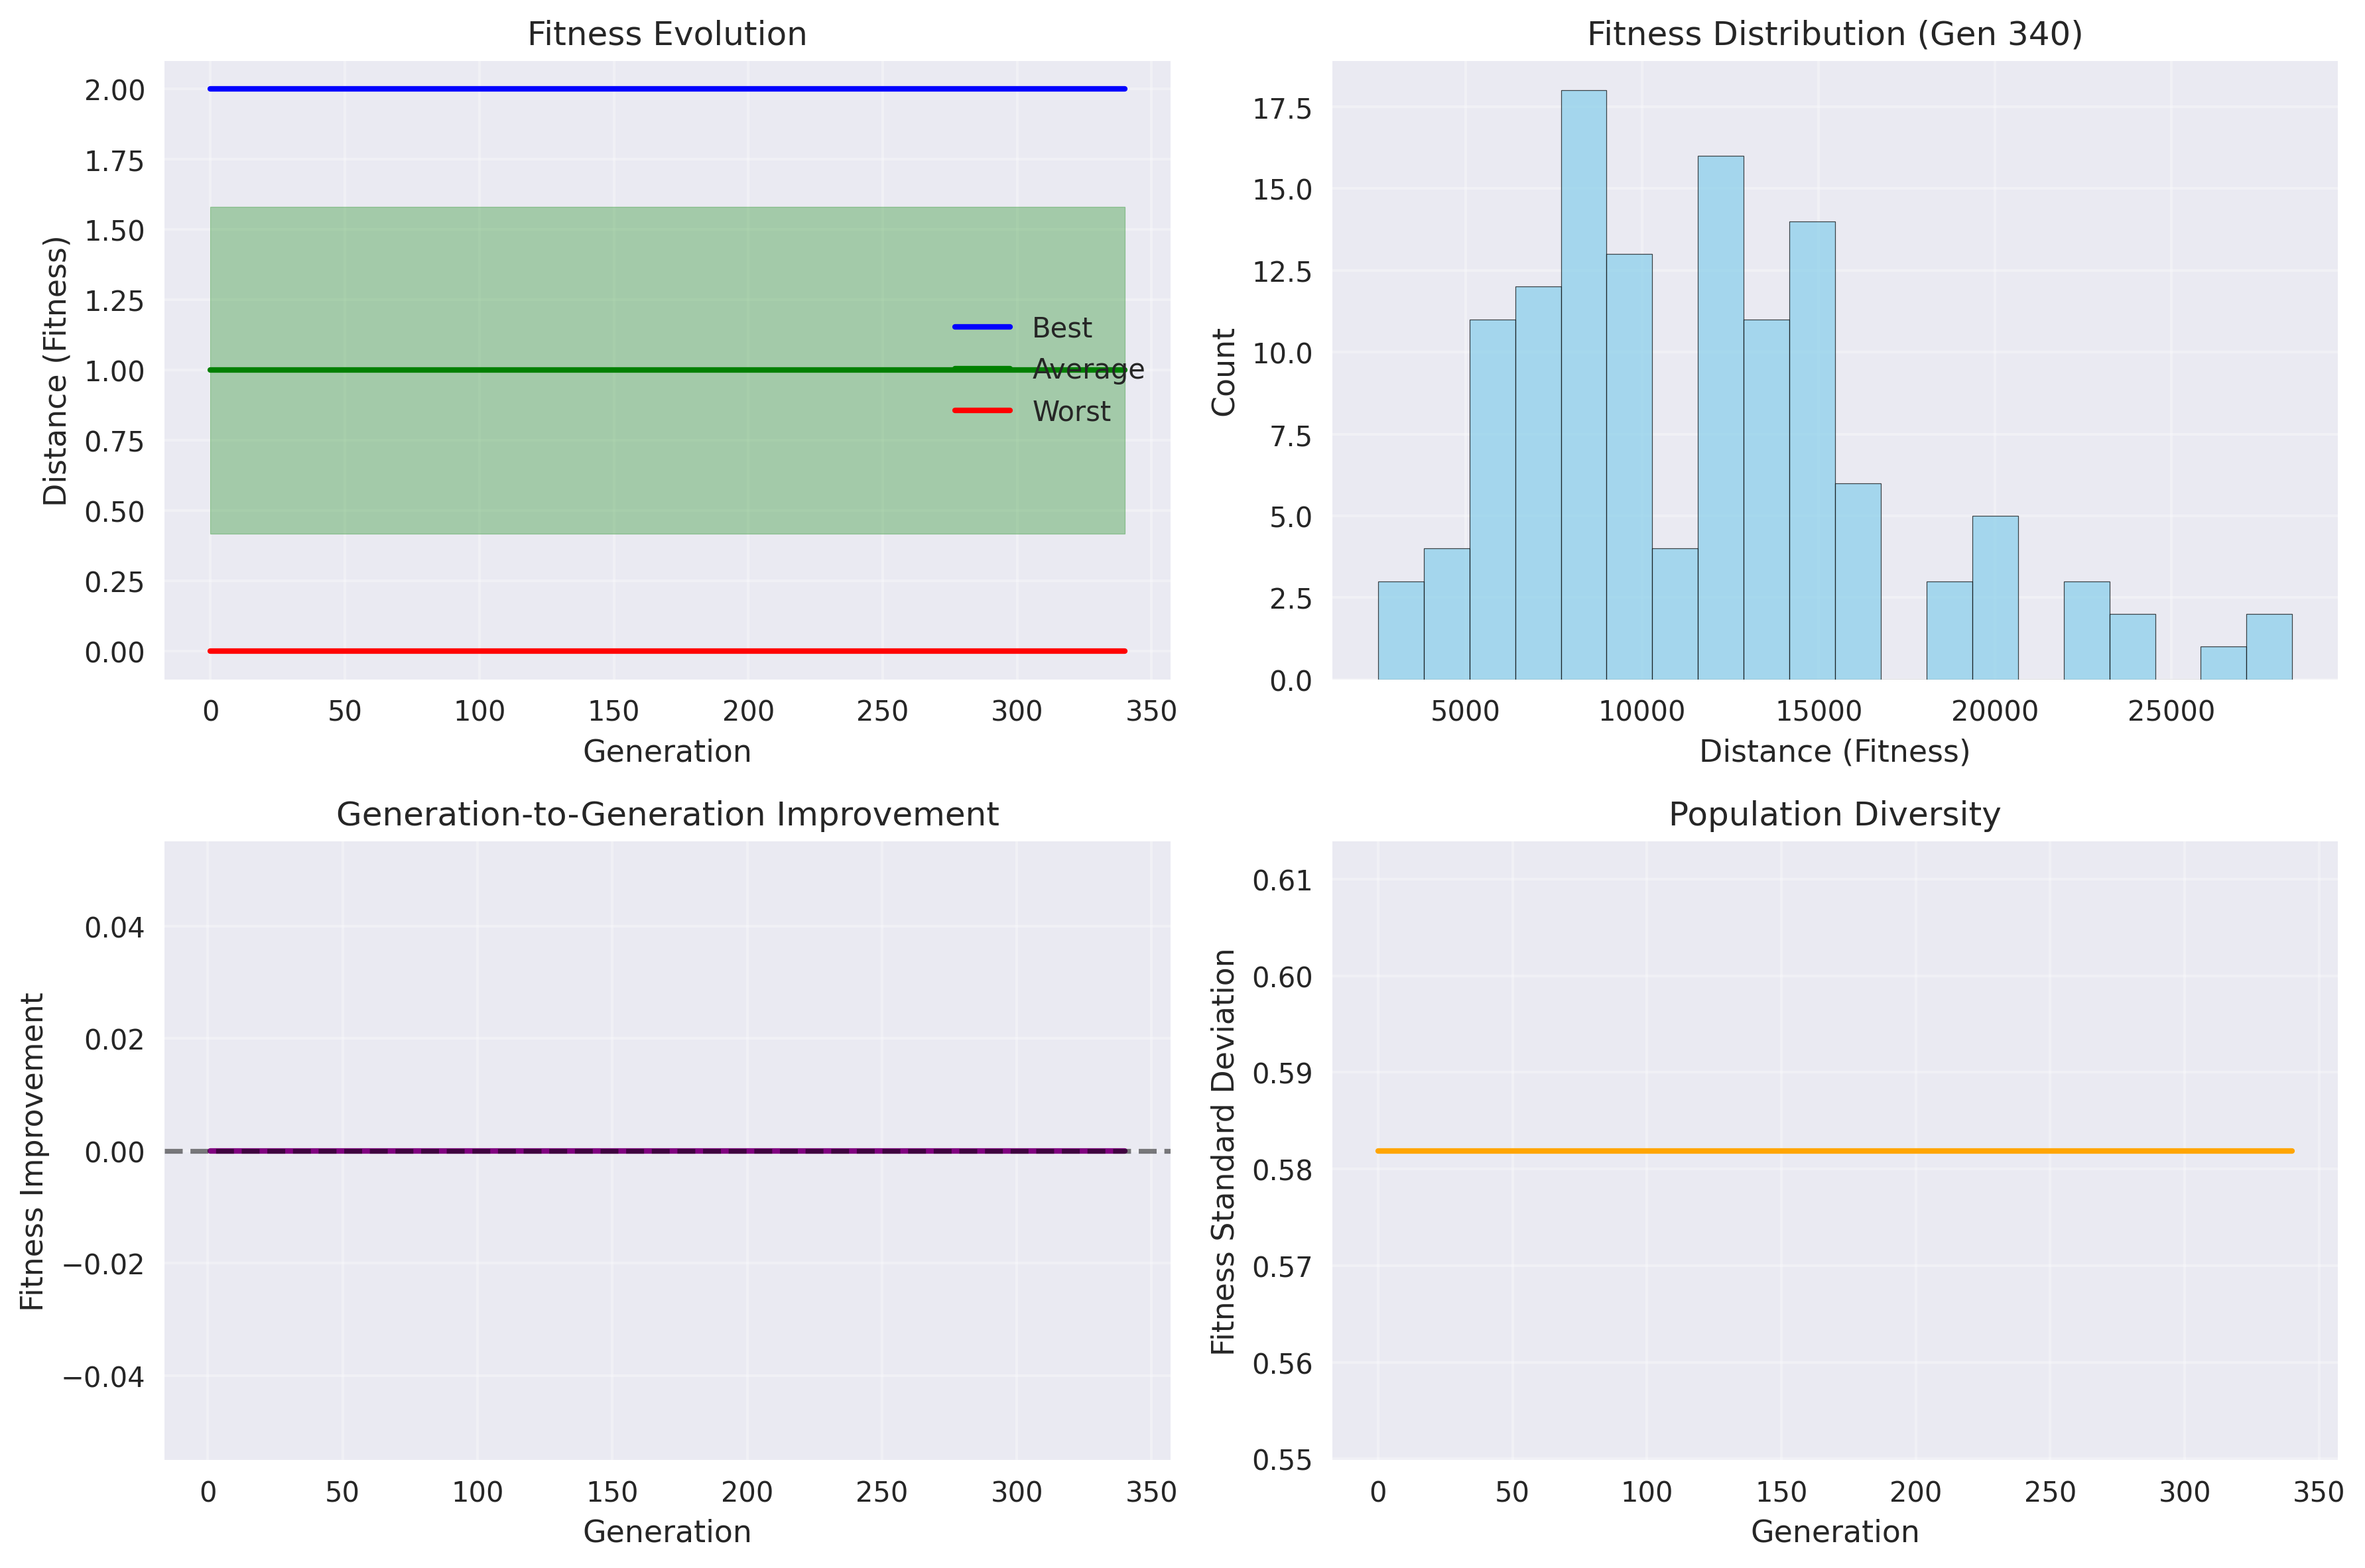 Fitness Evolution
Distance (Fitness)
2.00
1.75
1.50
1.25
1.00
0.75
0.50
0.25
0.00
Best
Average
Worst
0 50 100 150 200 250 300 350
Generation
Fitness Distribution (Gen 340)
Count
17.5
15.0
12.5
10.0
7.5
5.0
2.5
0.0
5000 10000 15000 20000 25000
Distance (Fitness)
Generation-to-Generation Improvement
Fitness Improvement
0.04
0.02
0.00
−0.02
−0.04
0 50 100 150 200 250 300 350
Generation
Population Diversity
Fitness Standard Deviation
0.61
0.60
0.59
0.58
0.57
0.56
0.55
0 50 100 150 200 250 300 350
Generation